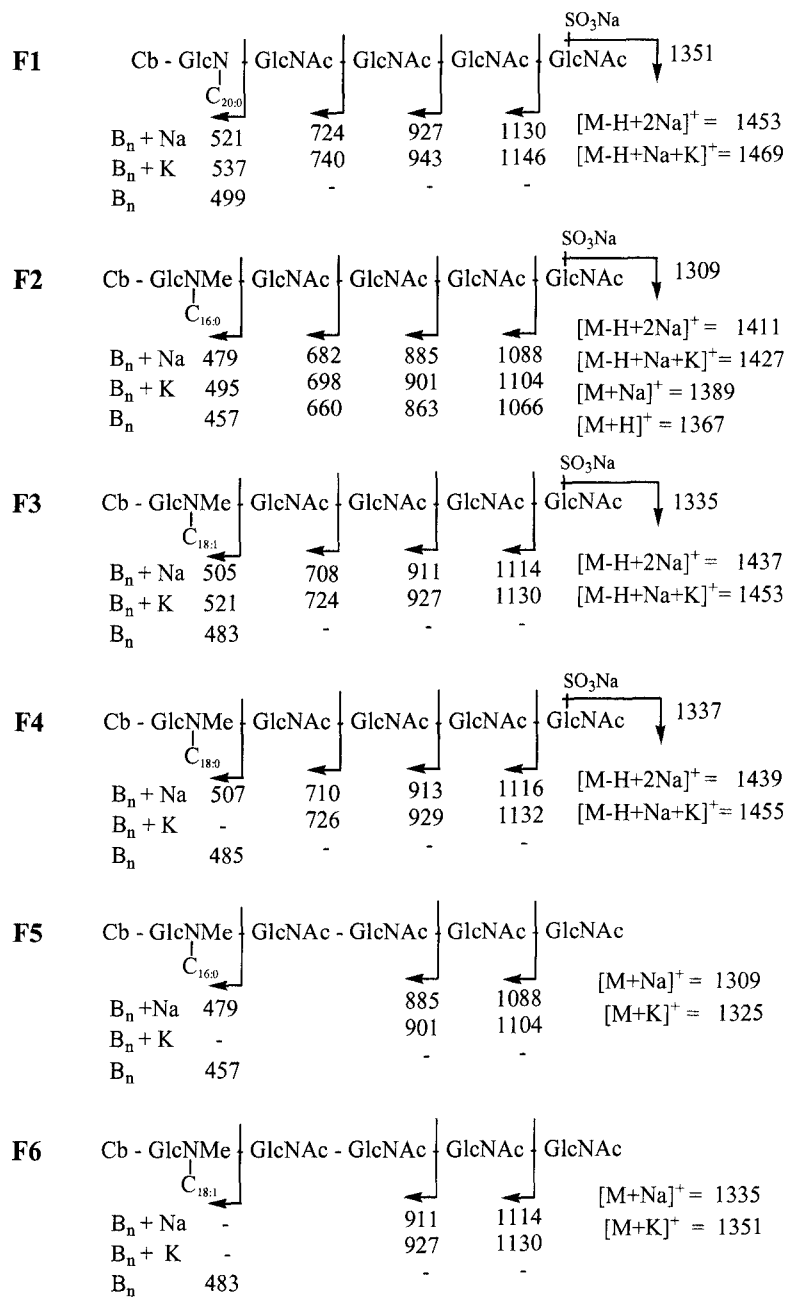 SO3Na
F1 Cb - GlcN - GlcNAc - GlcNAc - GlcNAc - GlcNAc 1351
C20:0
Bn + Na 521 724 927 1130 [M-H+2Na]+ = 1453
Bn + K 537 740 943 1146 [M-H+Na+K]+ = 1469
Bn 499 - - -
SO3Na
F2 Cb - GlcNMe - GlcNAc - GlcNAc - GlcNAc - GlcNAc 1309
C16:0
[M-H+2Na]+ = 1411
Bn + Na 479 682 885 1088 [M-H+Na+K]+ = 1427
Bn + K 495 698 901 1104 [M+Na]+ = 1389
Bn 457 660 863 1066 [M+H]+ = 1367
SO3Na
F3 Cb - GlcNMe - GlcNAc - GlcNAc - GlcNAc - GlcNAc 1335
C18:1
Bn + Na 505 708 911 1114 [M-H+2Na]+ = 1437
Bn + K 521 724 927 1130 [M-H+Na+K]+ = 1453
Bn 483 - - -
SO3Na
F4 Cb - GlcNMe - GlcNAc - GlcNAc - GlcNAc - GlcNAc 1337
C18:0
Bn + Na 507 710 913 1116 [M-H+2Na]+ = 1439
Bn + K - 726 929 1132 [M-H+Na+K]+ = 1455
Bn 485 - - -
F5 Cb - GlcNMe - GlcNAc - GlcNAc - GlcNAc - GlcNAc
C16:0
[M+Na]+ = 1309
Bn +Na 479 885 1088
Bn + K - 901 1104 [M+K]+ = 1325
Bn 457 - -
F6 Cb - GlcNMe - GlcNAc - GlcNAc - GlcNAc - GlcNAc
C18:1
[M+Na]+ = 1335
Bn + Na - 911 1114
Bn + K - 927 1130 [M+K]+ = 1351
Bn 483 - -